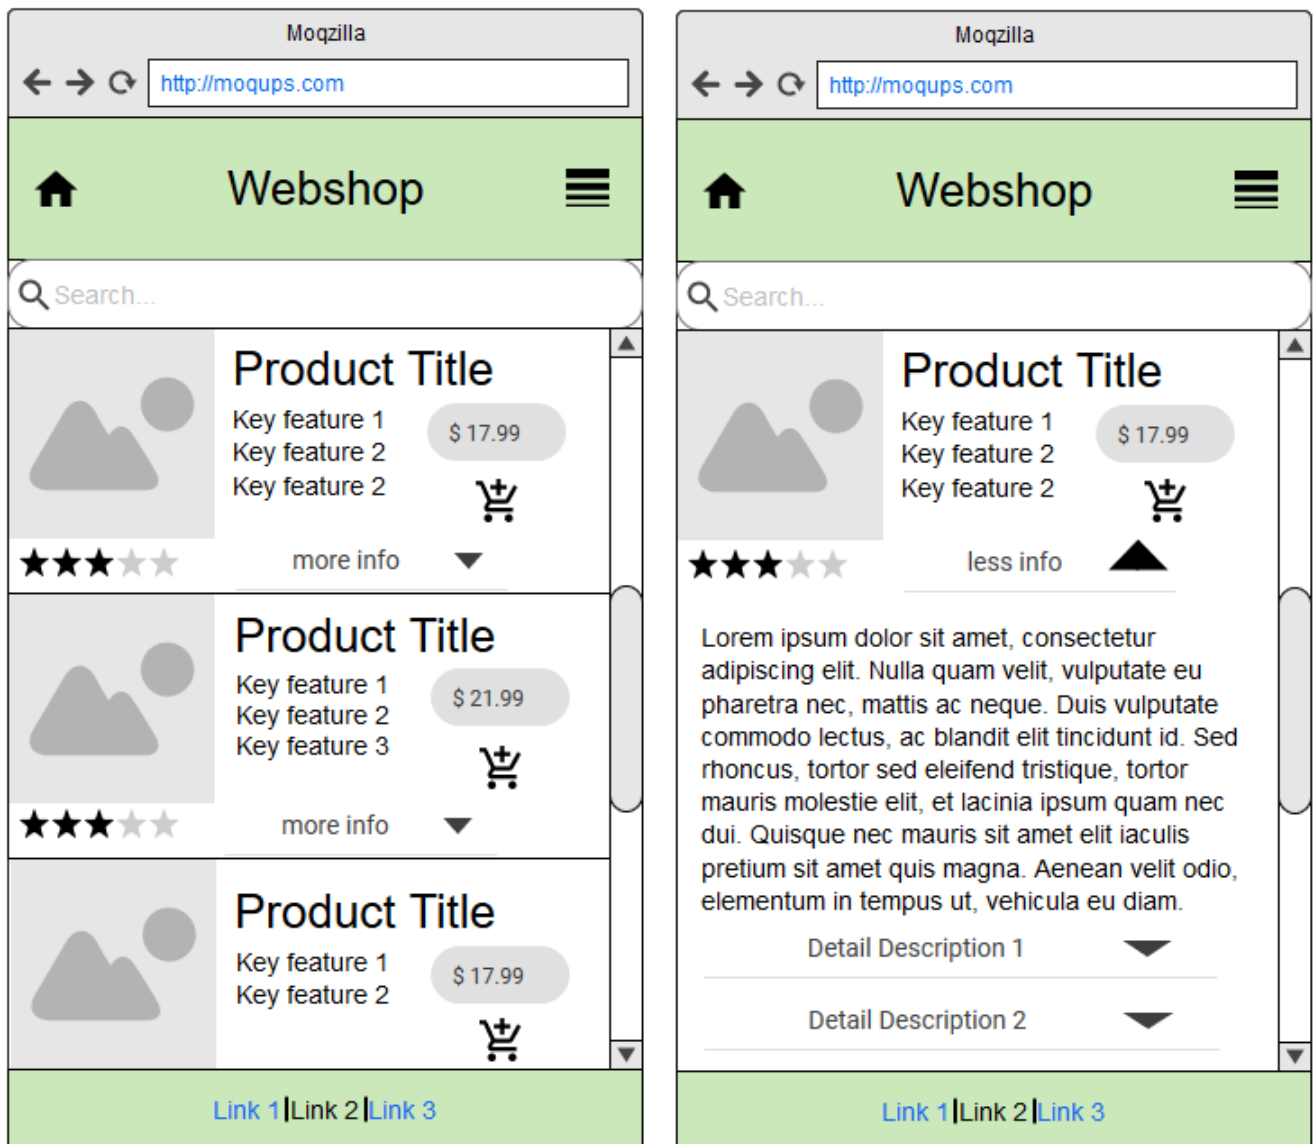 Moqzilla
http://moqups.com
Webshop
Search...
Product Title
Key feature 1
$ 17.99
Key feature 2
Key feature 2
more info
Product Title
Key feature 1
$ 21.99
Key feature 2
Key feature 3
more info
Product Title
Key feature 1
$ 17.99
Key feature 2
Link 1|Link 2|Link 3
Moqzilla
http://moqups.com
Webshop
Search...
Product Title
Key feature 1
$ 17.99
Key feature 2
Key feature 2
less info
Lorem ipsum dolor sit amet, consectetur
adipiscing elit. Nulla quam velit, vulputate eu
pharetra nec, mattis ac neque. Duis vulputate
commodo lectus, ac blandit elit tincidunt id. Sed
rhoncus, tortor sed eleifend tristique, tortor
mauris molestie elit, et lacinia ipsum quam nec
dui. Quisque nec mauris sit amet elit iaculis
pretium sit amet quis magna. Aenean velit odio,
elementum in tempus ut, vehicula eu diam.
Detail Description 1
Detail Description 2
Link 1|Link 2|Link 3